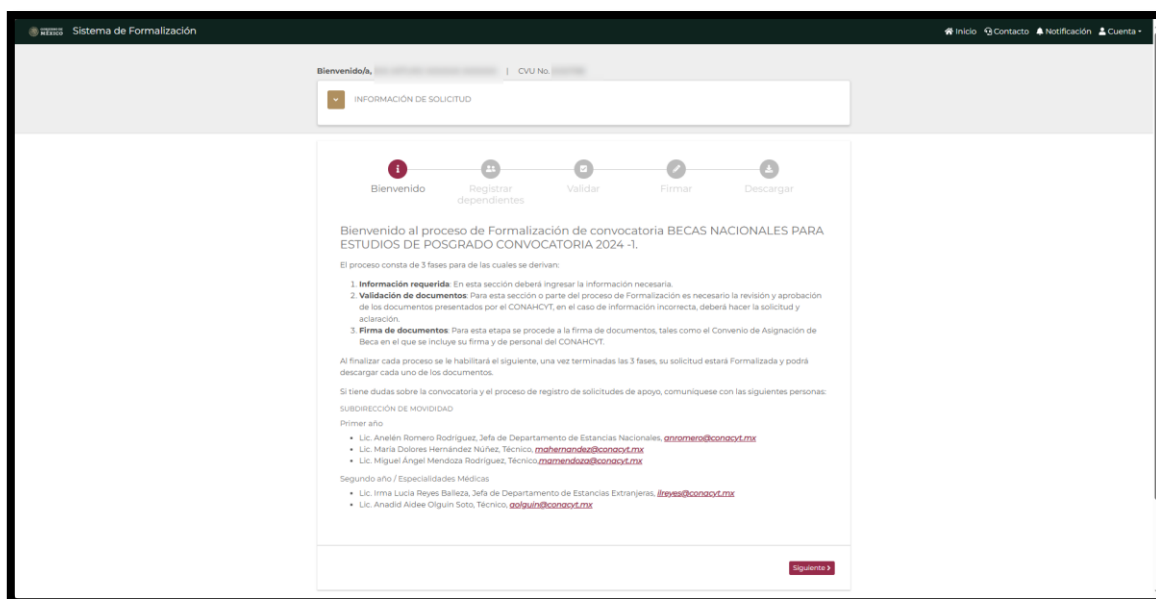 GOBIERNO DE
MÉXICO
Sistema de Formalización
Inicio Contacto Notificación Cuenta
Bienvenido/a, | CVU No.
INFORMACIÓN DE SOLICITUD
Bienvenido
Registrar
dependientes
Validar
Firmar
Descargar
Bienvenido al proceso de Formalización de convocatoria BECAS NACIONALES PARA
ESTUDIOS DE POSGRADO CONVOCATORIA 2024 -1.
El proceso consta de 3 fases para de las cuales se derivan:
1. Información requerida: En esta sección deberá ingresar la información necesaria.
2. Validación de documentos: Para esta sección o parte del proceso de Formalización es necesario la revisión y aprobación
de los documentos presentados por el CONAHCYT, en el caso de información incorrecta, deberá hacer la solicitud y
aclaración.
3. Firma de documentos: Para esta etapa se procede a la firma de documentos, tales como el Convenio de Asignación de
Beca en el que se incluye su firma y de personal del CONAHCYT.
Al finalizar cada proceso se le habilitará el siguiente, una vez terminadas las 3 fases, su solicitud estará Formalizada y podrá
descargar cada uno de los documentos.
Si tiene dudas sobre la convocatoria y el proceso de registro de solicitudes de apoyo, comuniquese con las siguientes personas:
SUBDIRECCIÓN DE MOVIDIDAD
Primer año
• Lic. Anelén Romero Rodriguez, Jefa de Departamento de Estancias Nacionales, anromero@conacyt.mx
• Lic. María Dolores Hernández Núñez, Técnico, mahernandez@conacyt.mx
• Lic. Miguel Ángel Mendoza Rodríguez, Técnico,mamendoza@conacyt.mx
Segundo año / Especialidades Médicas
• Lic. Irma Lucía Reyes Balleza, Jefa de Departamento de Estancias Extranjeras, ilreyes@conacyt.mx
• Lic. Anadid Aidee Olguin Soto, Técnico, aolguin@conacyt.mx
Siguiente